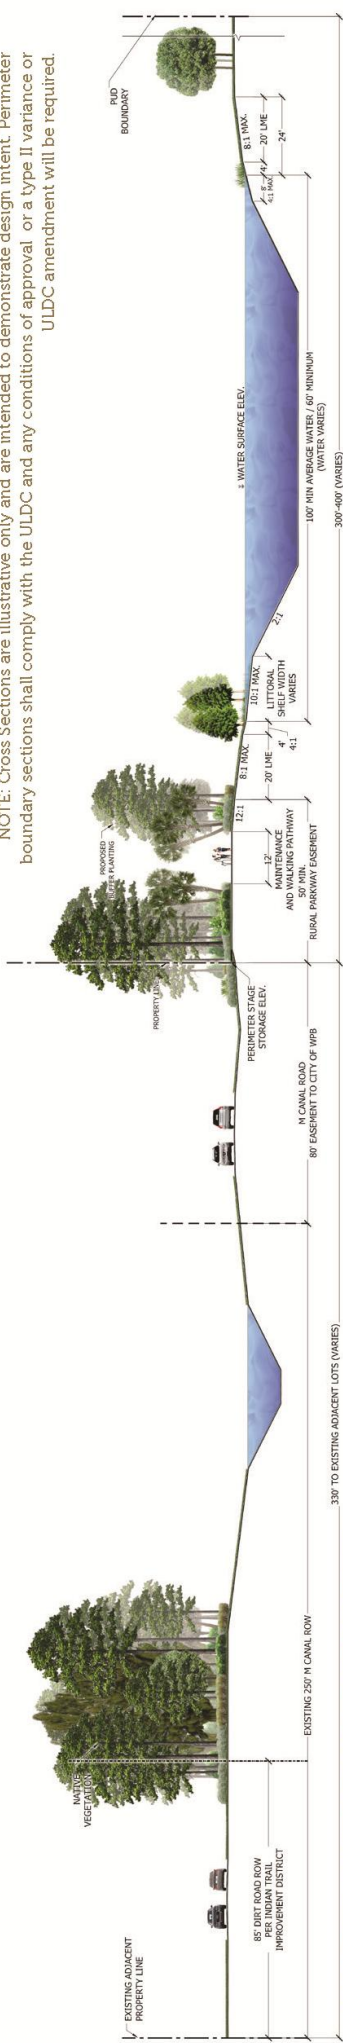 NOTE: Cross Sections are illustrative only and are intended to demonstrate design intent. Perimeter
boundary sections shall comply with the ULDC and any conditions of approval or a type II variance or
ULDC amendment will be required.
EXISTING ADJACENT
PROPERTY LINE
85' DIRT ROAD ROW
PER INDIAN TRAIL
IMPROVEMENT DISTRICT
NATIVE
VEGETATION
EXISTING 250' M CANAL ROW
330' TO EXISTING ADJACENT LOTS (VARIES)
M CANAL ROAD
80' EASEMENT TO CITY OF WPB
PROPERTY LINE
PERIMETER STAGE
STORAGE ELEV.
PROPOSED
BUFFER PLANTING
12'
MAINTENANCE
AND WALKING PATHWAY
50' MIN.
RURAL PARKWAY EASEMENT
12:1
8:1 MAX.
20' LME
4'
4:1
10:1 MAX.
LITTORAL
SHELF WIDTH
VARIES
2:1
± WATER SURFACE ELEV.
100' MIN AVERAGE WATER / 60' MINIMUM
(WATER VARIES)
300'-400' (VARIES)
8'
4:1 MAX
4'
8:1 MAX.
20' LME
24'
PUD
BOUNDARY